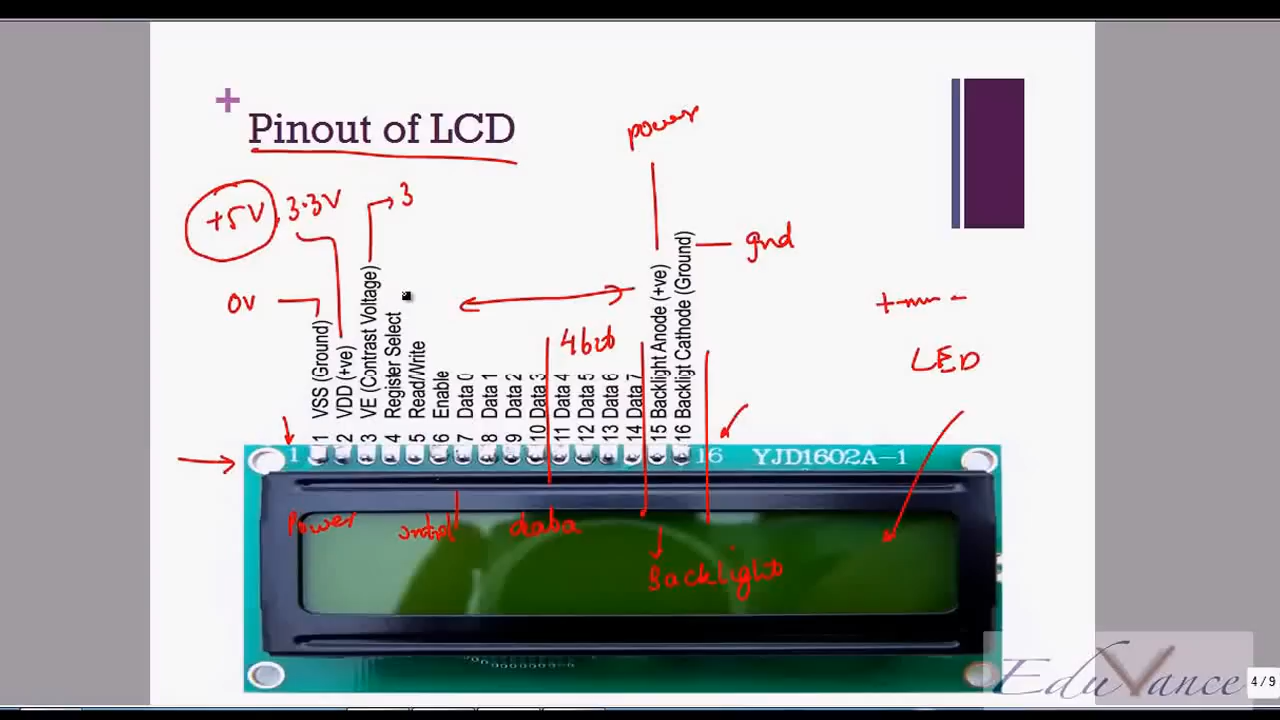 +
Pinout of LCD
power
+5V, 3.3V
3
gnd
0V
4bit
+ -
LED
1 VSS (Ground)
2 VDD (+ve)
3 VE (Contrast Voltage)
4 Register Select
5 Read/Write
6 Enable
7 Data 0
8 Data 1
9 Data 2
10 Data 3
11 Data 4
12 Data 5
13 Data 6
14 Data 7
15 Backlight Anode (+ve)
16 Backligt Cathode (Ground)
1
16 YJD1602A-1
Power
data
Backlight
EduVance
4 / 9